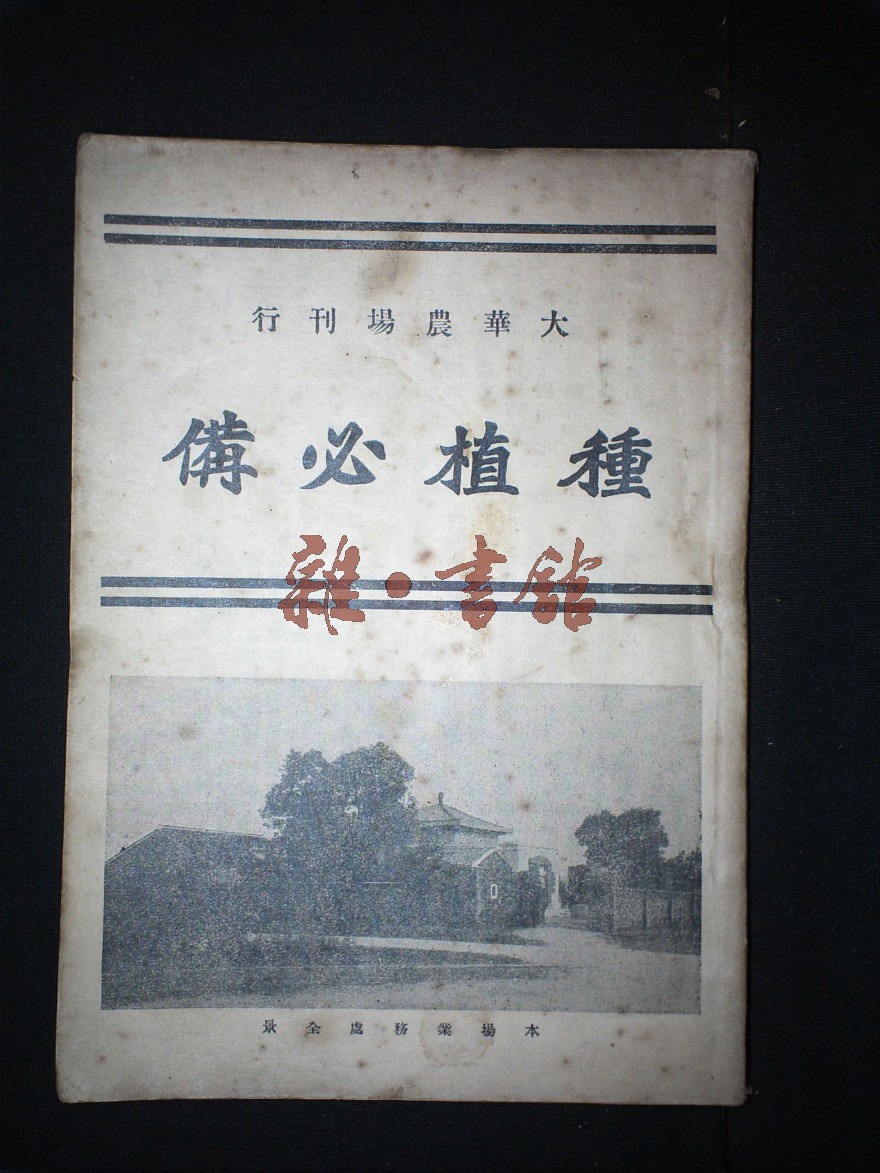 大華農場刊行
種植必備
雜·書館
本場業務處全景